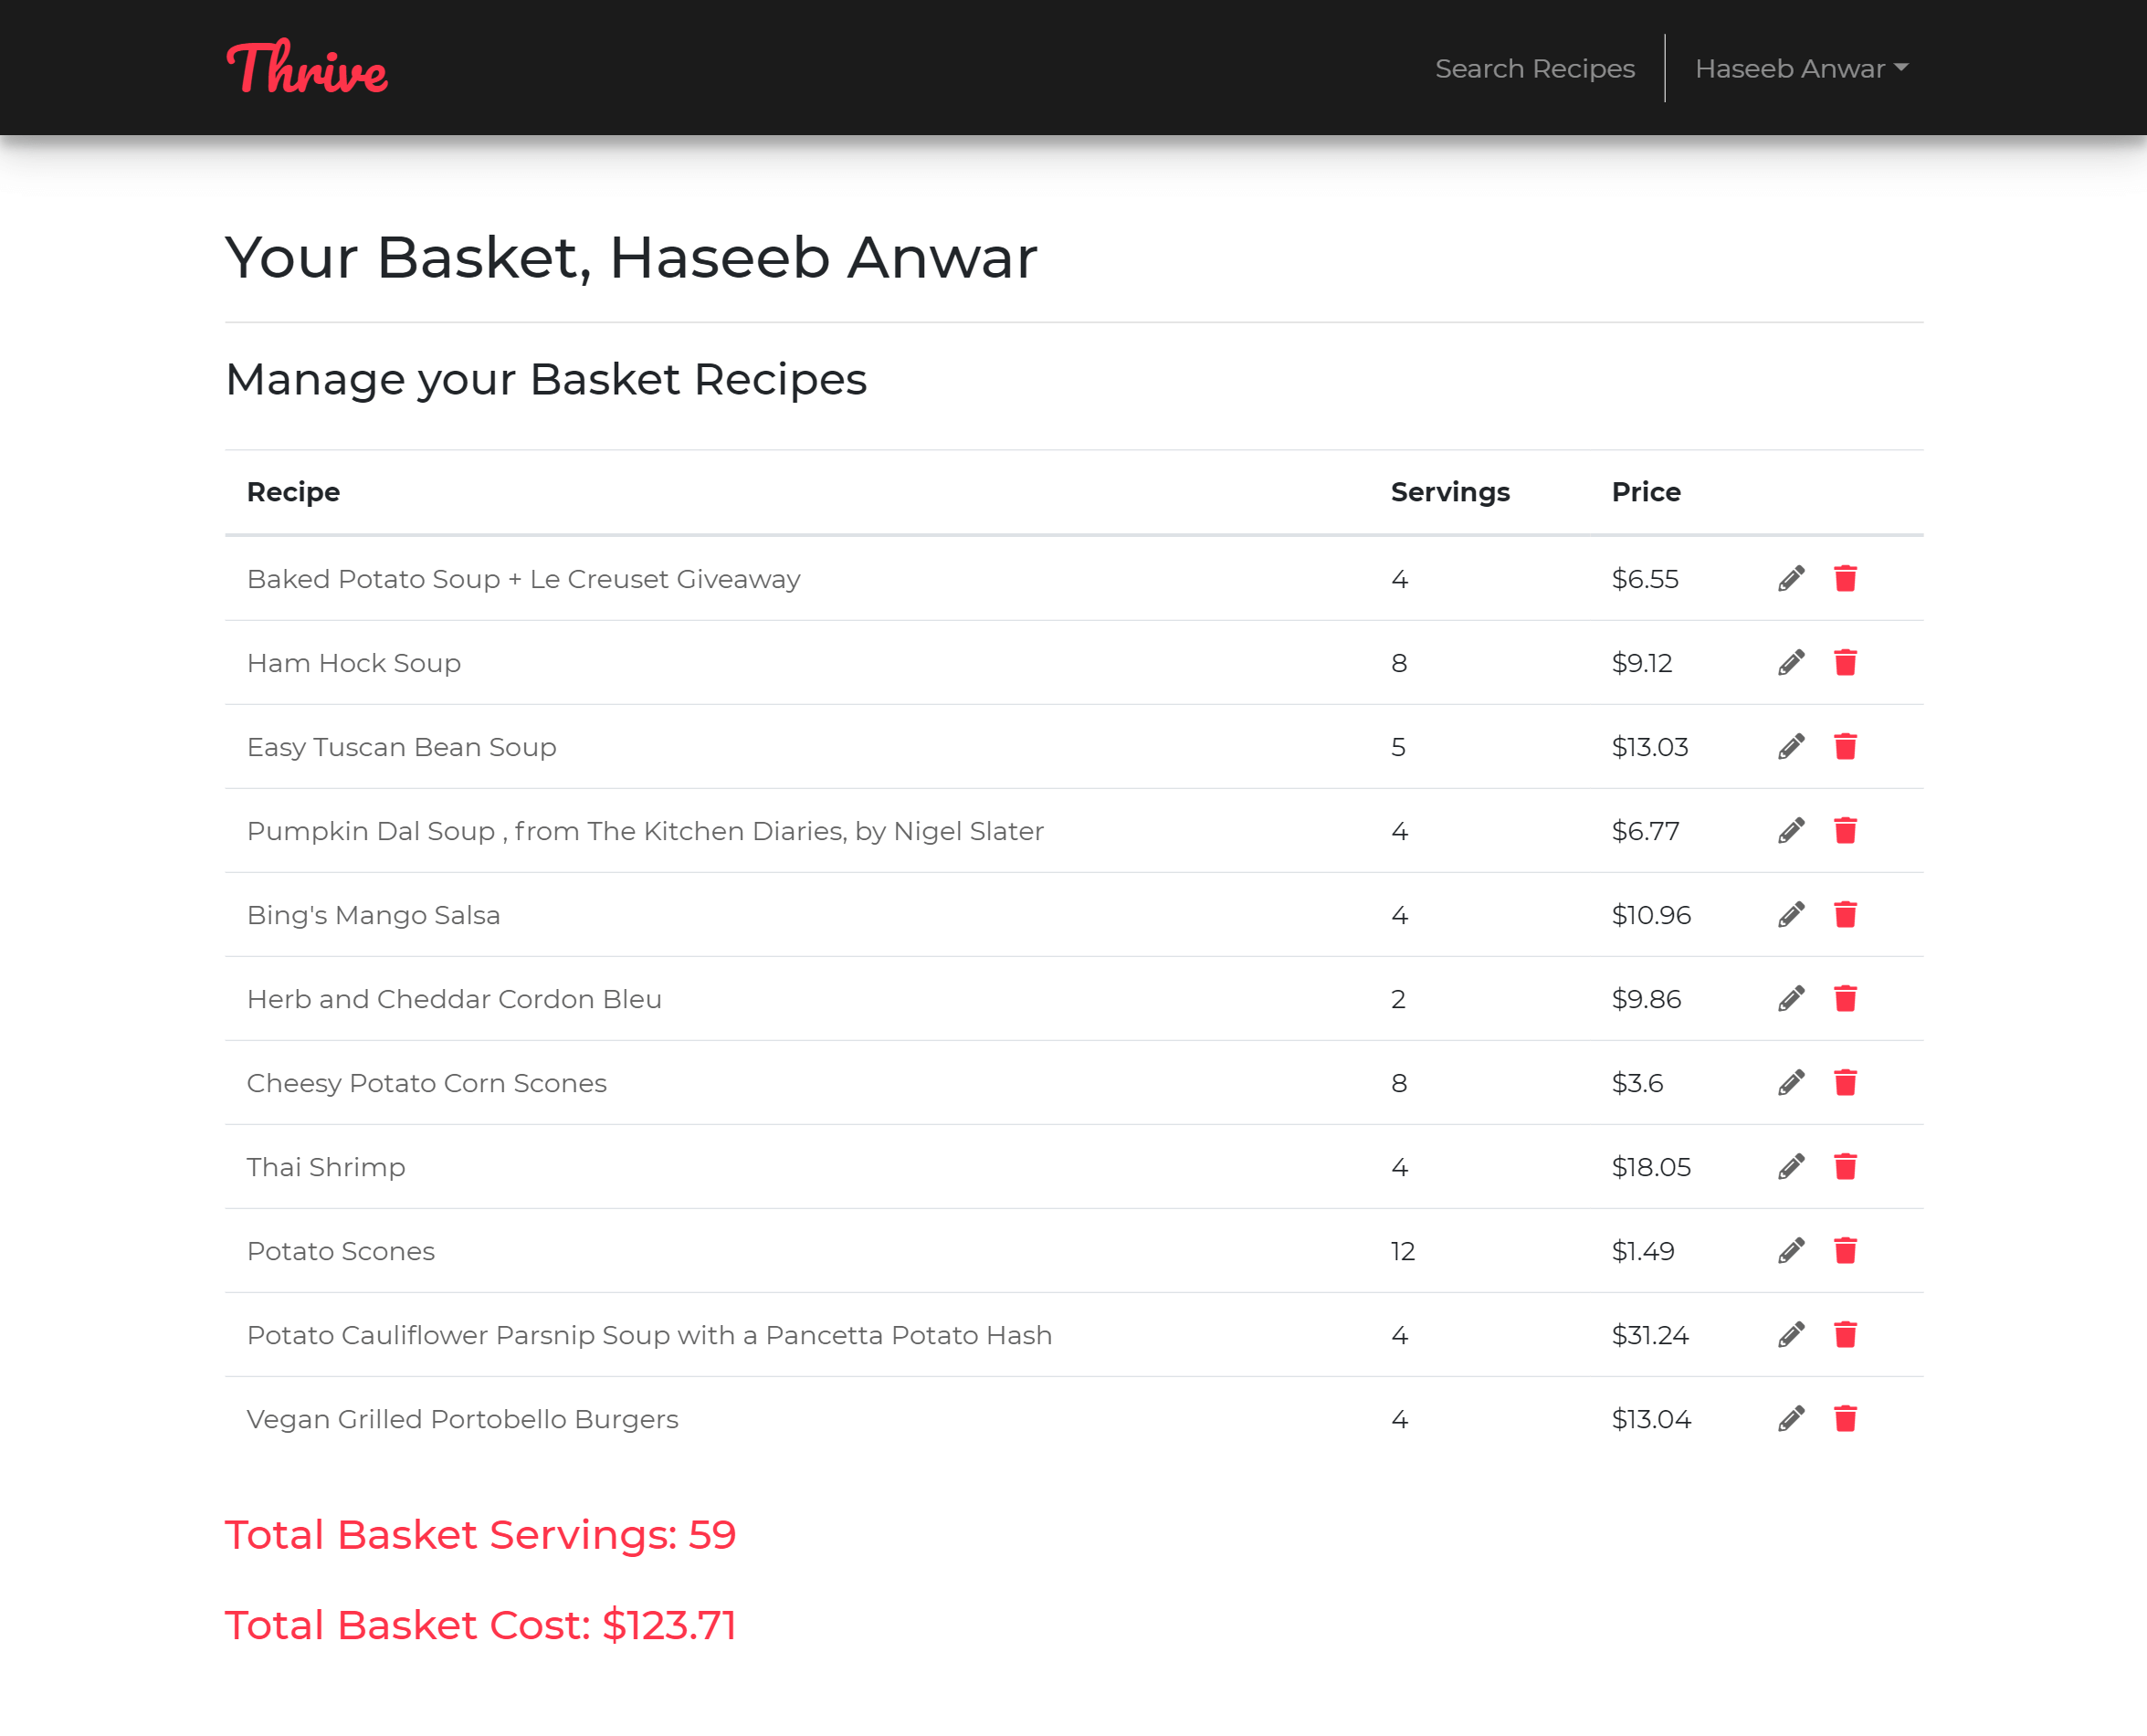 Thrive
Search Recipes
Haseeb Anwar
Your Basket, Haseeb Anwar
Manage your Basket Recipes
Recipe Servings Price
Baked Potato Soup + Le Creuset Giveaway 4 $6.55
Ham Hock Soup 8 $9.12
Easy Tuscan Bean Soup 5 $13.03
Pumpkin Dal Soup , from The Kitchen Diaries, by Nigel Slater 4 $6.77
Bing's Mango Salsa 4 $10.96
Herb and Cheddar Cordon Bleu 2 $9.86
Cheesy Potato Corn Scones 8 $3.6
Thai Shrimp 4 $18.05
Potato Scones 12 $1.49
Potato Cauliflower Parsnip Soup with a Pancetta Potato Hash 4 $31.24
Vegan Grilled Portobello Burgers 4 $13.04
Total Basket Servings: 59
Total Basket Cost: $123.71